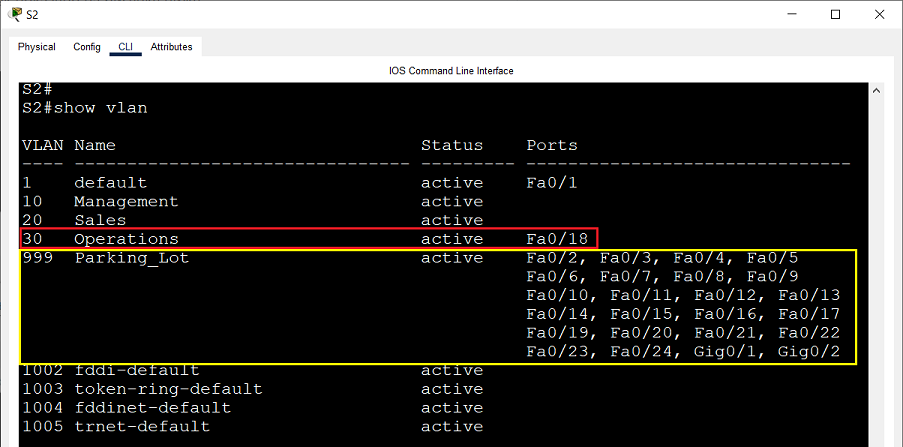 S2
Physical Config CLI Attributes
IOS Command Line Interface
S2#
S2#show vlan
VLAN Name Status Ports
---- -------------------------------- --------- -------------------------------
1 default active Fa0/1
10 Management active
20 Sales active
30 Operations active Fa0/18
999 Parking_Lot active Fa0/2, Fa0/3, Fa0/4, Fa0/5
Fa0/6, Fa0/7, Fa0/8, Fa0/9
Fa0/10, Fa0/11, Fa0/12, Fa0/13
Fa0/14, Fa0/15, Fa0/16, Fa0/17
Fa0/19, Fa0/20, Fa0/21, Fa0/22
Fa0/23, Fa0/24, Gig0/1, Gig0/2
1002 fddi-default active
1003 token-ring-default active
1004 fddinet-default active
1005 trnet-default active